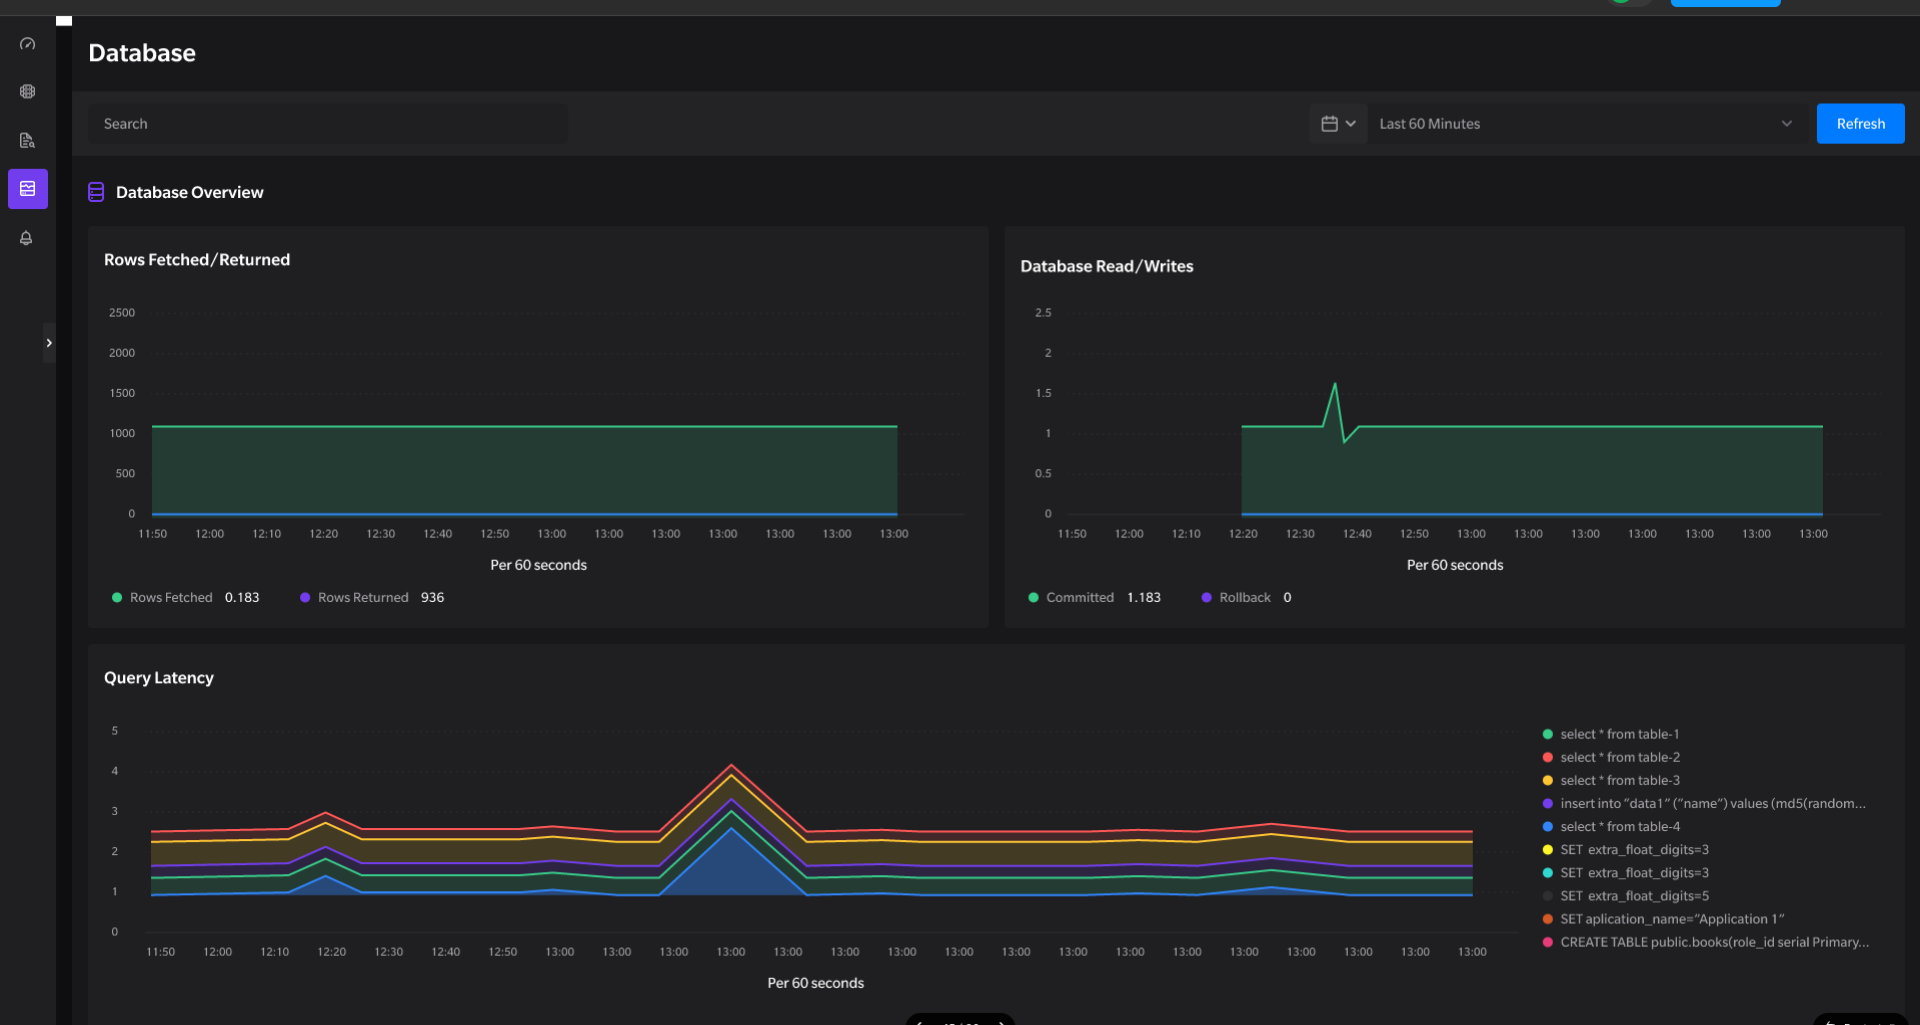 Database
Search
Last 60 Minutes
Refresh
Database Overview
Rows Fetched/Returned
2500
2000
1500
1000
500
0
11:50 12:00 12:10 12:20 12:30 12:40 12:50 13:00 13:00 13:00 13:00 13:00 13:00 13:00
Per 60 seconds
Rows Fetched 0.183 Rows Returned 936
Database Read/Writes
2.5
2
1.5
1
0.5
0
11:50 12:00 12:10 12:20 12:30 12:40 12:50 13:00 13:00 13:00 13:00 13:00 13:00 13:00
Per 60 seconds
Committed 1.183 Rollback 0
Query Latency
5
4
3
2
1
0
11:50 12:00 12:10 12:20 12:30 12:40 12:50 13:00 13:00 13:00 13:00 13:00 13:00 13:00 13:00 13:00 13:00 13:00 13:00 13:00 13:00 13:00 13:00 13:00
Per 60 seconds
select * from table-1
select * from table-2
select * from table-3
insert into “data1” (“name”) values (md5(random...
select * from table-4
SET extra_float_digits=3
SET extra_float_digits=3
SET extra_float_digits=5
SET aplication_name=”Application 1”
CREATE TABLE public.books(role_id serial Primary...